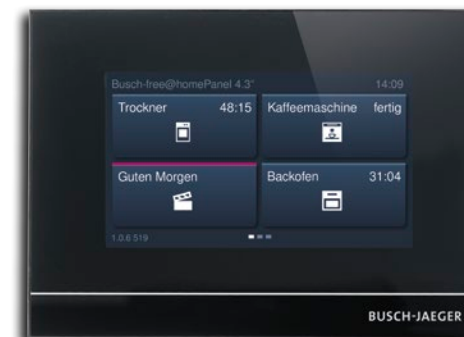 Busch-free@homePanel 4.3" 14:09
Trockner 48:15 Kaffeemaschine fertig
Guten Morgen Backofen 31:04
1.0.6 519
BUSCH-JAEGER